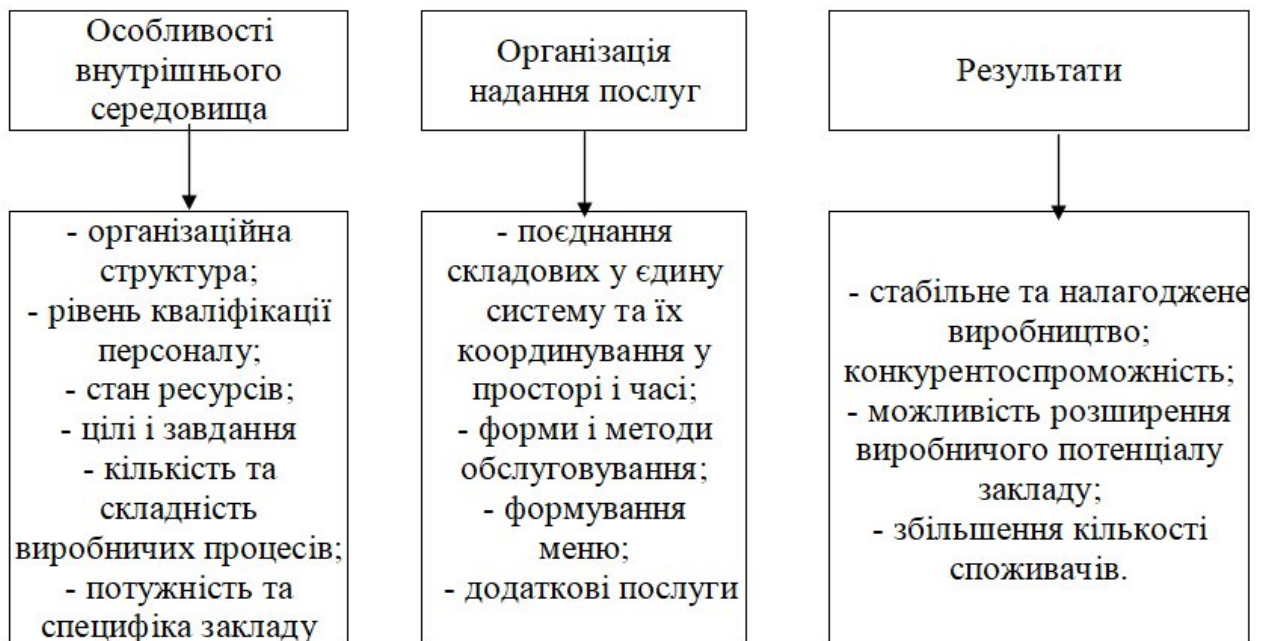 Особливості
внутрішнього
середовища
Організація
надання послуг
Результати
- організаційна
структура;
- рівень кваліфікації
персоналу;
- стан ресурсів;
- цілі і завдання
- кількість та
складність
виробничих процесів;
- потужність та
специфіка закладу
- поєднання
складових у єдину
систему та їх
координування у
просторі і часі;
- форми і методи
обслуговування;
- формування
меню;
- додаткові послуги
- стабільне та налагоджене
виробництво;
конкурентоспроможність;
- можливість розширення
виробничого потенціалу
закладу;
- збільшення кількості
споживачів.